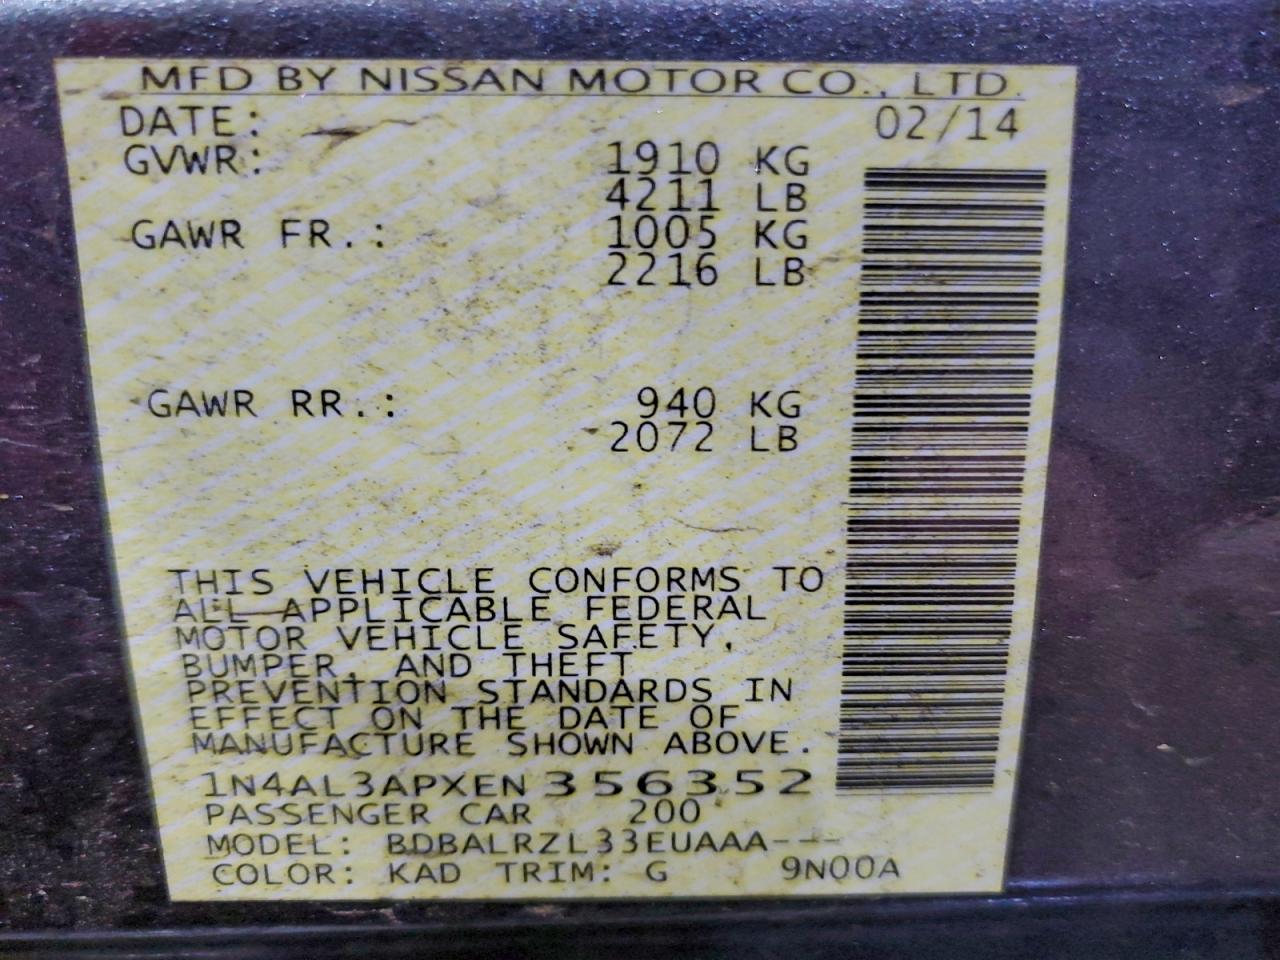 MFD BY NISSAN MOTOR CO., LTD.
DATE: 02/14
GVWR: 1910 KG
4211 LB
GAWR FR.: 1005 KG
2216 LB
GAWR RR.: 940 KG
2072 LB
THIS VEHICLE CONFORMS TO
ALL APPLICABLE FEDERAL
MOTOR VEHICLE SAFETY,
BUMPER, AND THEFT
PREVENTION STANDARDS IN
EFFECT ON THE DATE OF
MANUFACTURE SHOWN ABOVE.
1N4AL3APXEN356352
PASSENGER CAR 200
MODEL: BDBALRZL33EUAAA---
COLOR: KAD TRIM: G 9N00A